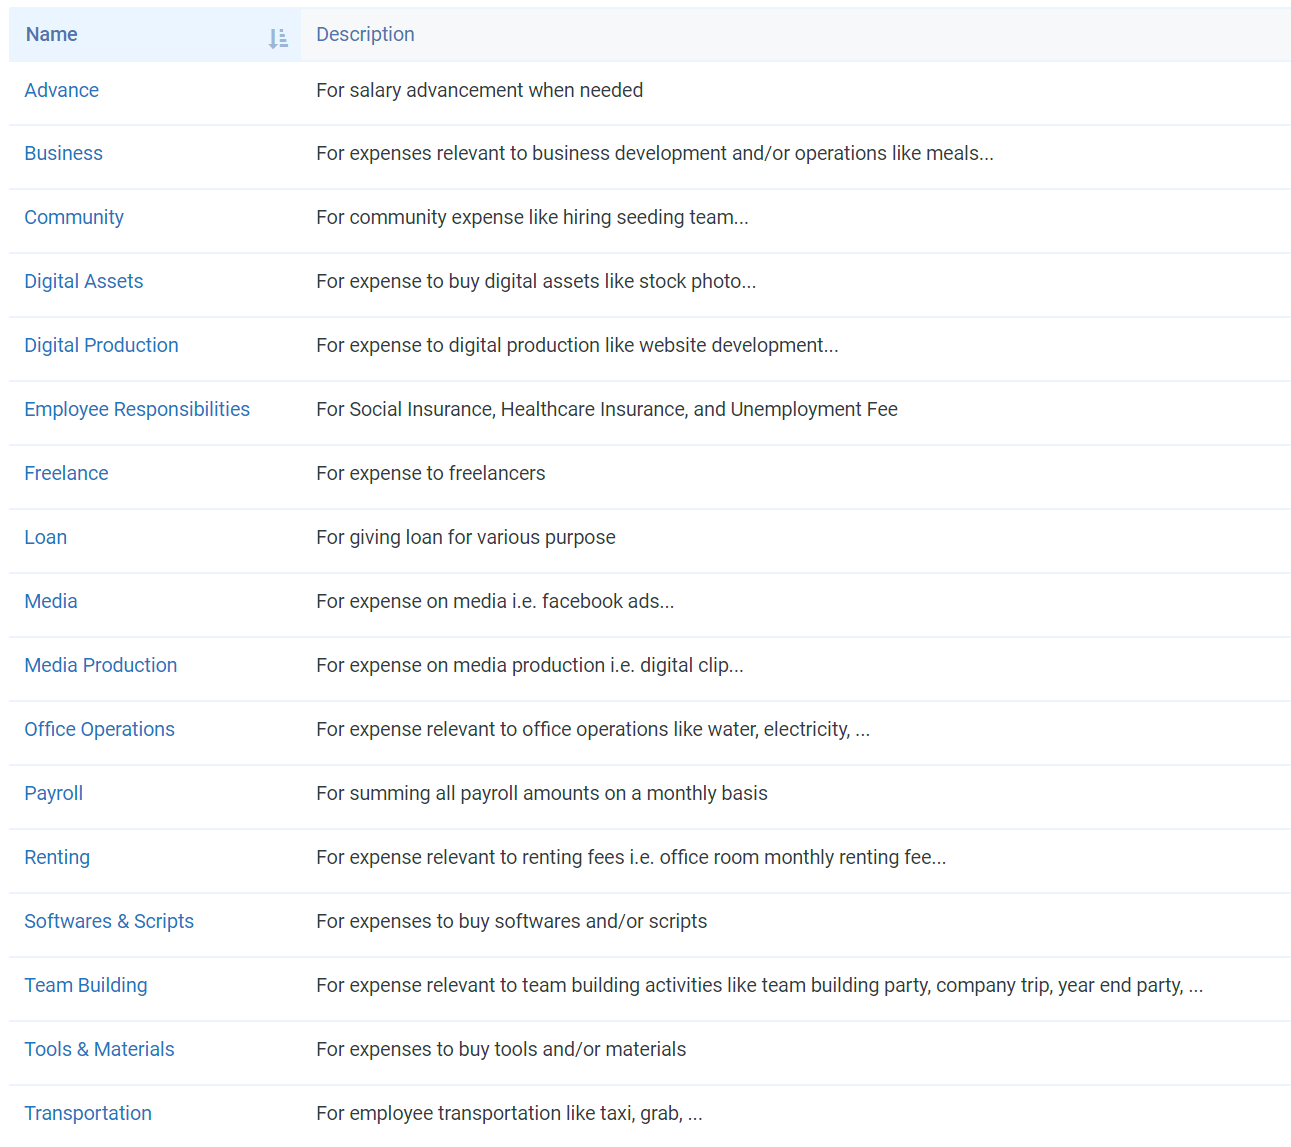 Name Description
Advance For salary advancement when needed
Business For expenses relevant to business development and/or operations like meals...
Community For community expense like hiring seeding team...
Digital Assets For expense to buy digital assets like stock photo...
Digital Production For expense to digital production like website development...
Employee Responsibilities For Social Insurance, Healthcare Insurance, and Unemployment Fee
Freelance For expense to freelancers
Loan For giving loan for various purpose
Media For expense on media i.e. facebook ads...
Media Production For expense on media production i.e. digital clip...
Office Operations For expense relevant to office operations like water, electricity, ...
Payroll For summing all payroll amounts on a monthly basis
Renting For expense relevant to renting fees i.e. office room monthly renting fee...
Softwares & Scripts For expenses to buy softwares and/or scripts
Team Building For expense relevant to team building activities like team building party, company trip, year end party, ...
Tools & Materials For expenses to buy tools and/or materials
Transportation For employee transportation like taxi, grab, ...